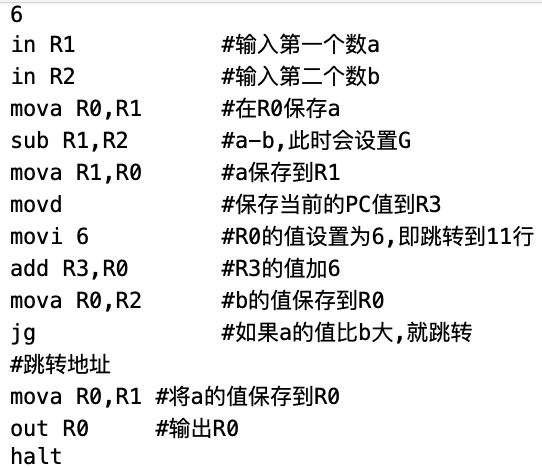 6
in R1 #输入第一个数a
in R2 #输入第二个数b
mova R0,R1 #在R0保存a
sub R1,R2 #a-b,此时会设置G
mova R1,R0 #a保存到R1
movd #保存当前的PC值到R3
movi 6 #R0的值设置为6,即跳转到11行
add R3,R0 #R3的值加6
mova R0,R2 #b的值保存到R0
jg #如果a的值比b大,就跳转
#跳转地址
mova R0,R1 #将a的值保存到R0
out R0 #输出R0
halt